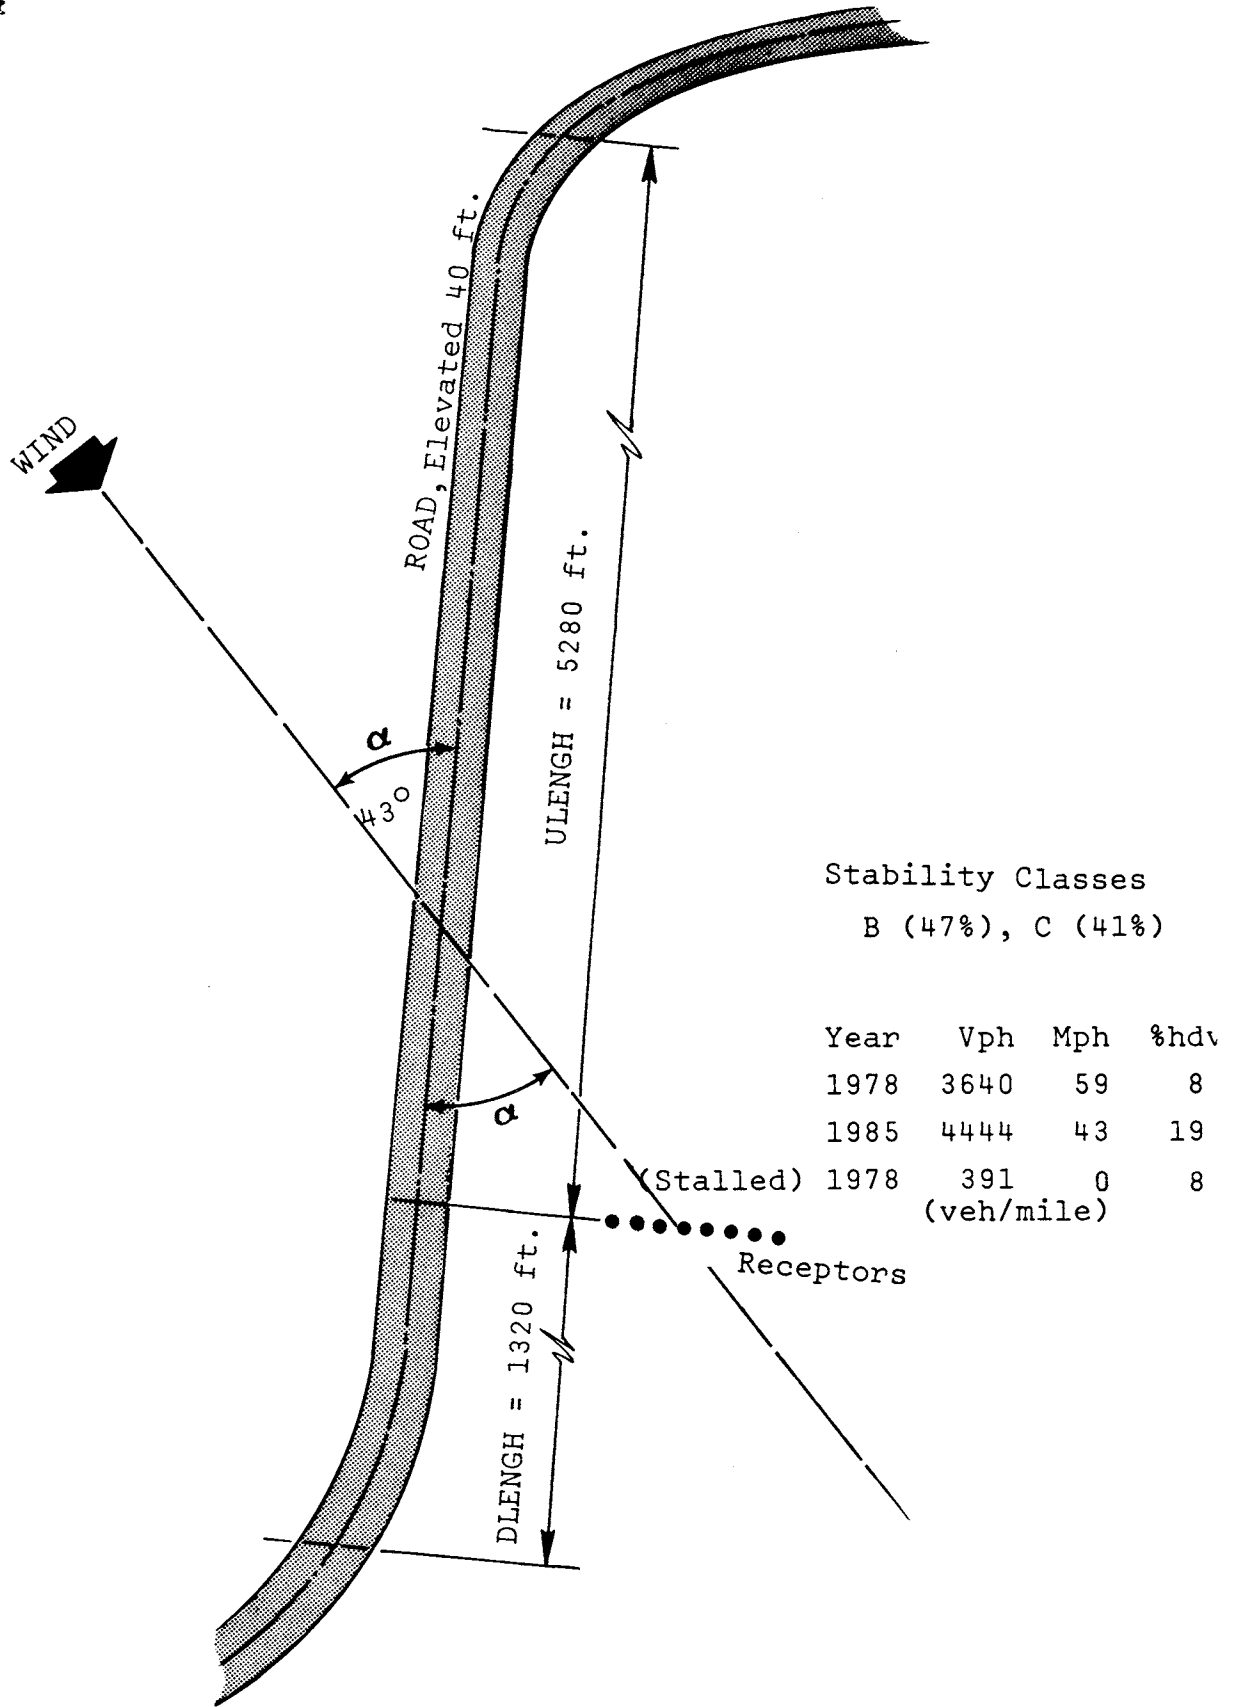 WIND
ROAD, Elevated 40 ft.
α
43°
ULENGH = 5280 ft.
α
Stability Classes
B (47%), C (41%)
Year Vph Mph %hdv
1978 3640 59 8
1985 4444 43 19
(Stalled) 1978 391 0 8
(veh/mile)
Receptors
DLENGH = 1320 ft.